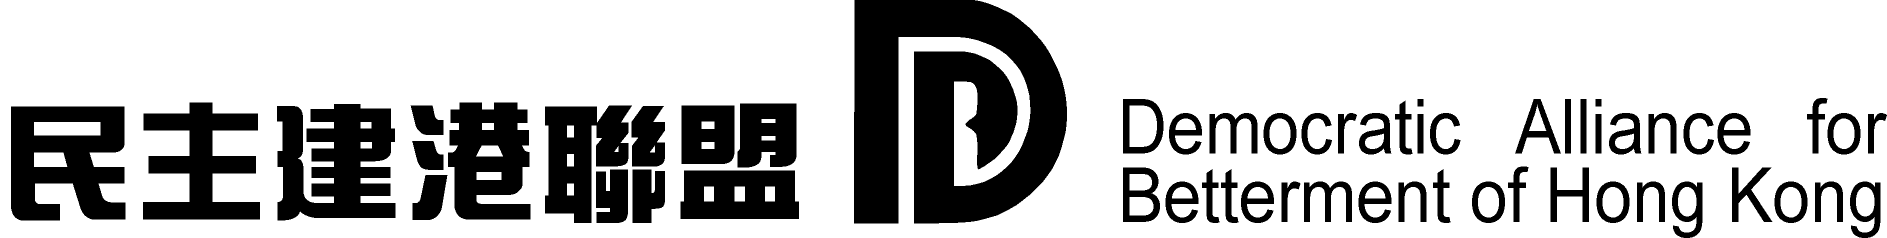 民主建港聯盟
Democratic Alliance for
Betterment of Hong Kong